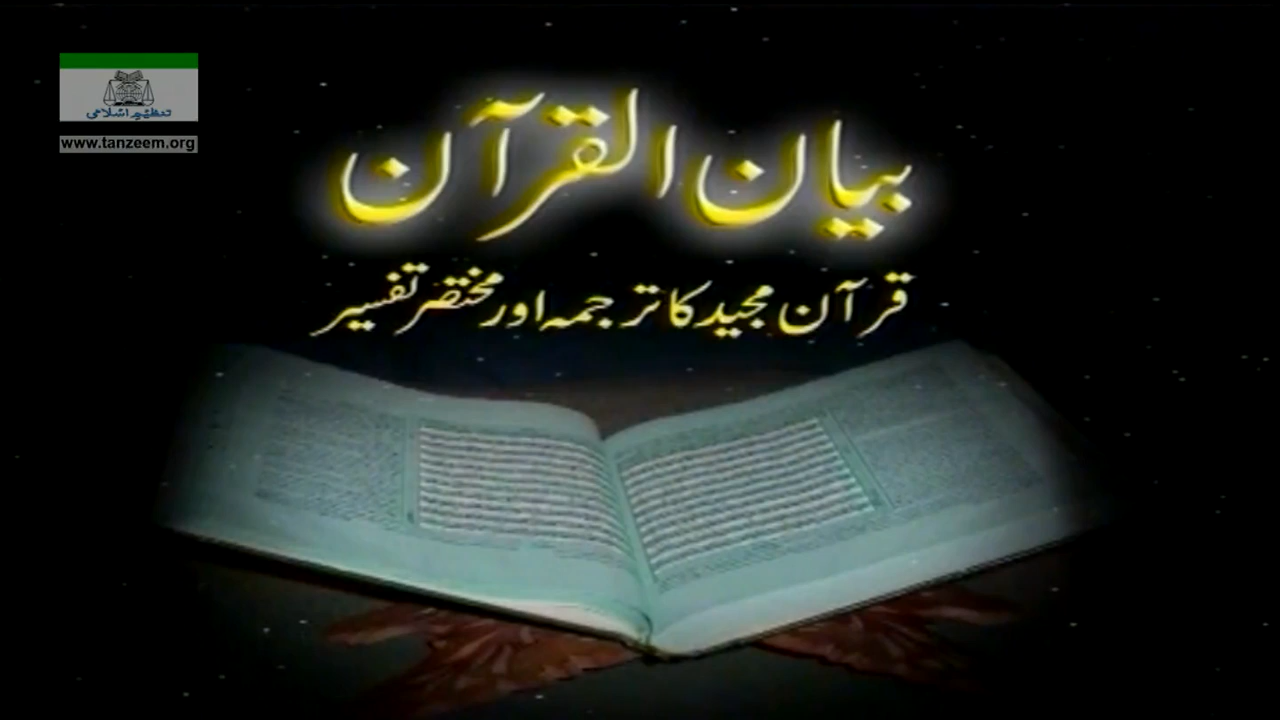 تنظیمِ اسلامی
www.tanzeem.org
بیان القرآن
قرآن مجید کا ترجمہ اور مختصر تفسیر